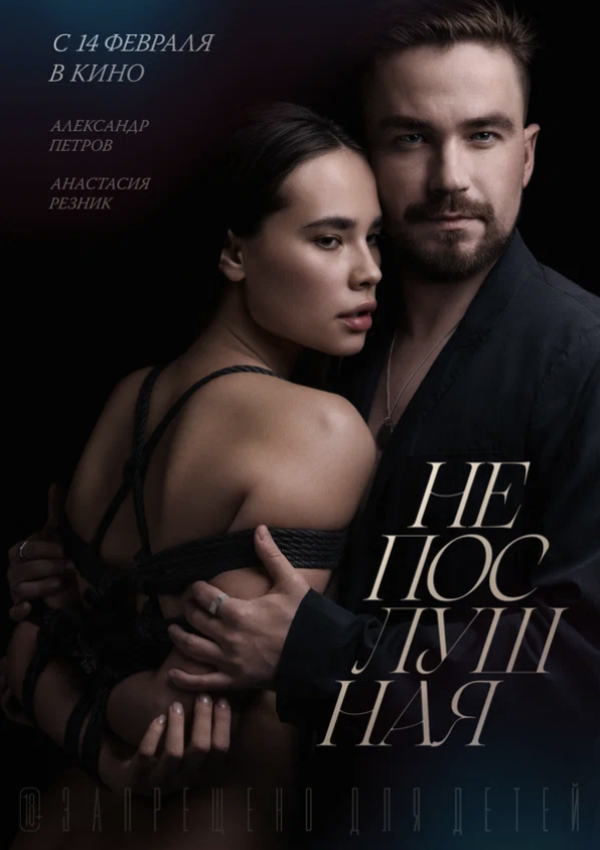 С 14 ФЕВРАЛЯ
В КИНО
АЛЕКСАНДР
ПЕТРОВ
АНАСТАСИЯ
РЕЗНИК
НЕ
ПОС
ЛУШ
НАЯ
18+ ЗАПРЕЩЕНО ДЛЯ ДЕТЕЙ